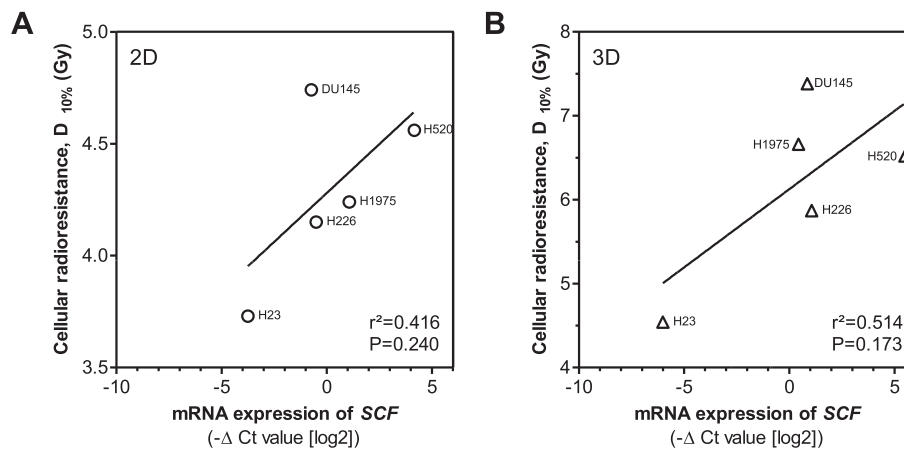 A
5.0
4.5
4.0
3.5
Cellular radioresistance, D 10% (Gy)
2D
DU145
H520
H1975
H226
H23
r²=0.416
P=0.240
-10
-5
0
5
mRNA expression of SCF
(-Δ Ct value [log2])
B
8
7
6
5
4
Cellular radioresistance, D 10% (Gy)
3D
DU145
H1975
H520
H226
H23
r²=0.514
P=0.173
-10
-5
0
5
mRNA expression of SCF
(-Δ Ct value [log2])